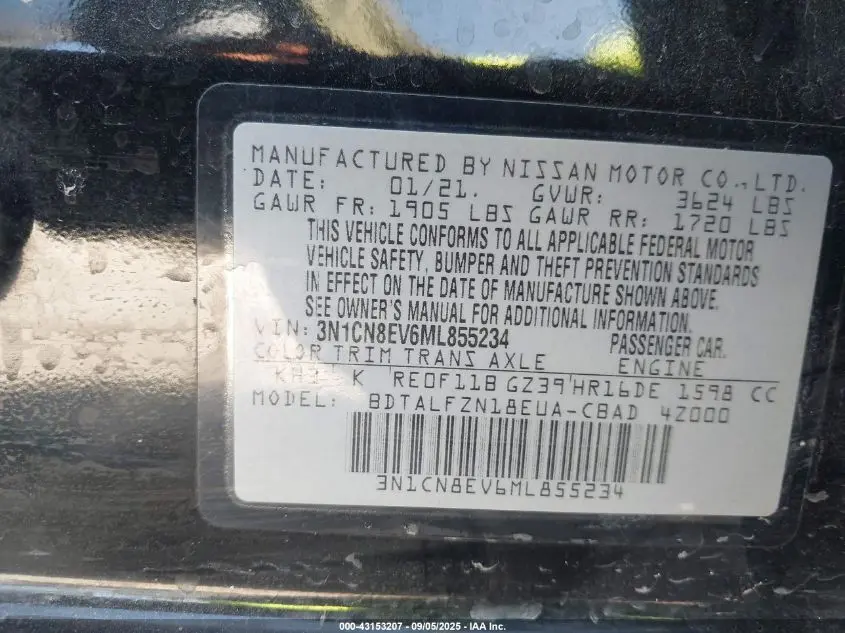 MANUFACTURED BY NISSAN MOTOR CO.,LTD.
DATE: 01/21. GVWR: 3624 LBS
GAWR FR: 1905 LBS GAWR RR: 1720 LBS
THIS VEHICLE CONFORMS TO ALL APPLICABLE FEDERAL MOTOR
VEHICLE SAFETY, BUMPER AND THEFT PREVENTION STANDARDS
IN EFFECT ON THE DATE OF MANUFACTURE SHOWN ABOVE.
SEE OWNER'S MANUAL FOR ADDITIONAL INFORMATION.
VIN: 3N1CN8EV6ML855234 PASSENGER CAR.
COLOR TRIM TRANS AXLE ENGINE
KH3 K RE0F11B GZ39 HR16DE 1598 CC
MODEL: BDTALFZN18EUA-CBAD 4Z000
3N1CN8EV6ML855234
000-43153207 - 09/05/2025 - IAA Inc.